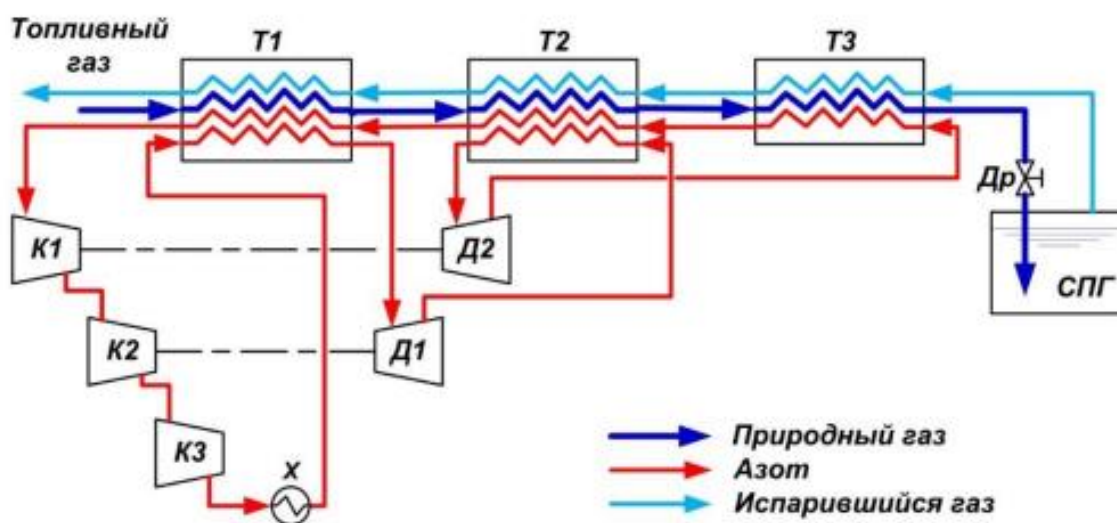 Топливный
газ
Т1
Т2
Т3
Др
К1
Д2
СПГ
К2
Д1
К3
Х
Природный газ
Азот
Испарившийся газ